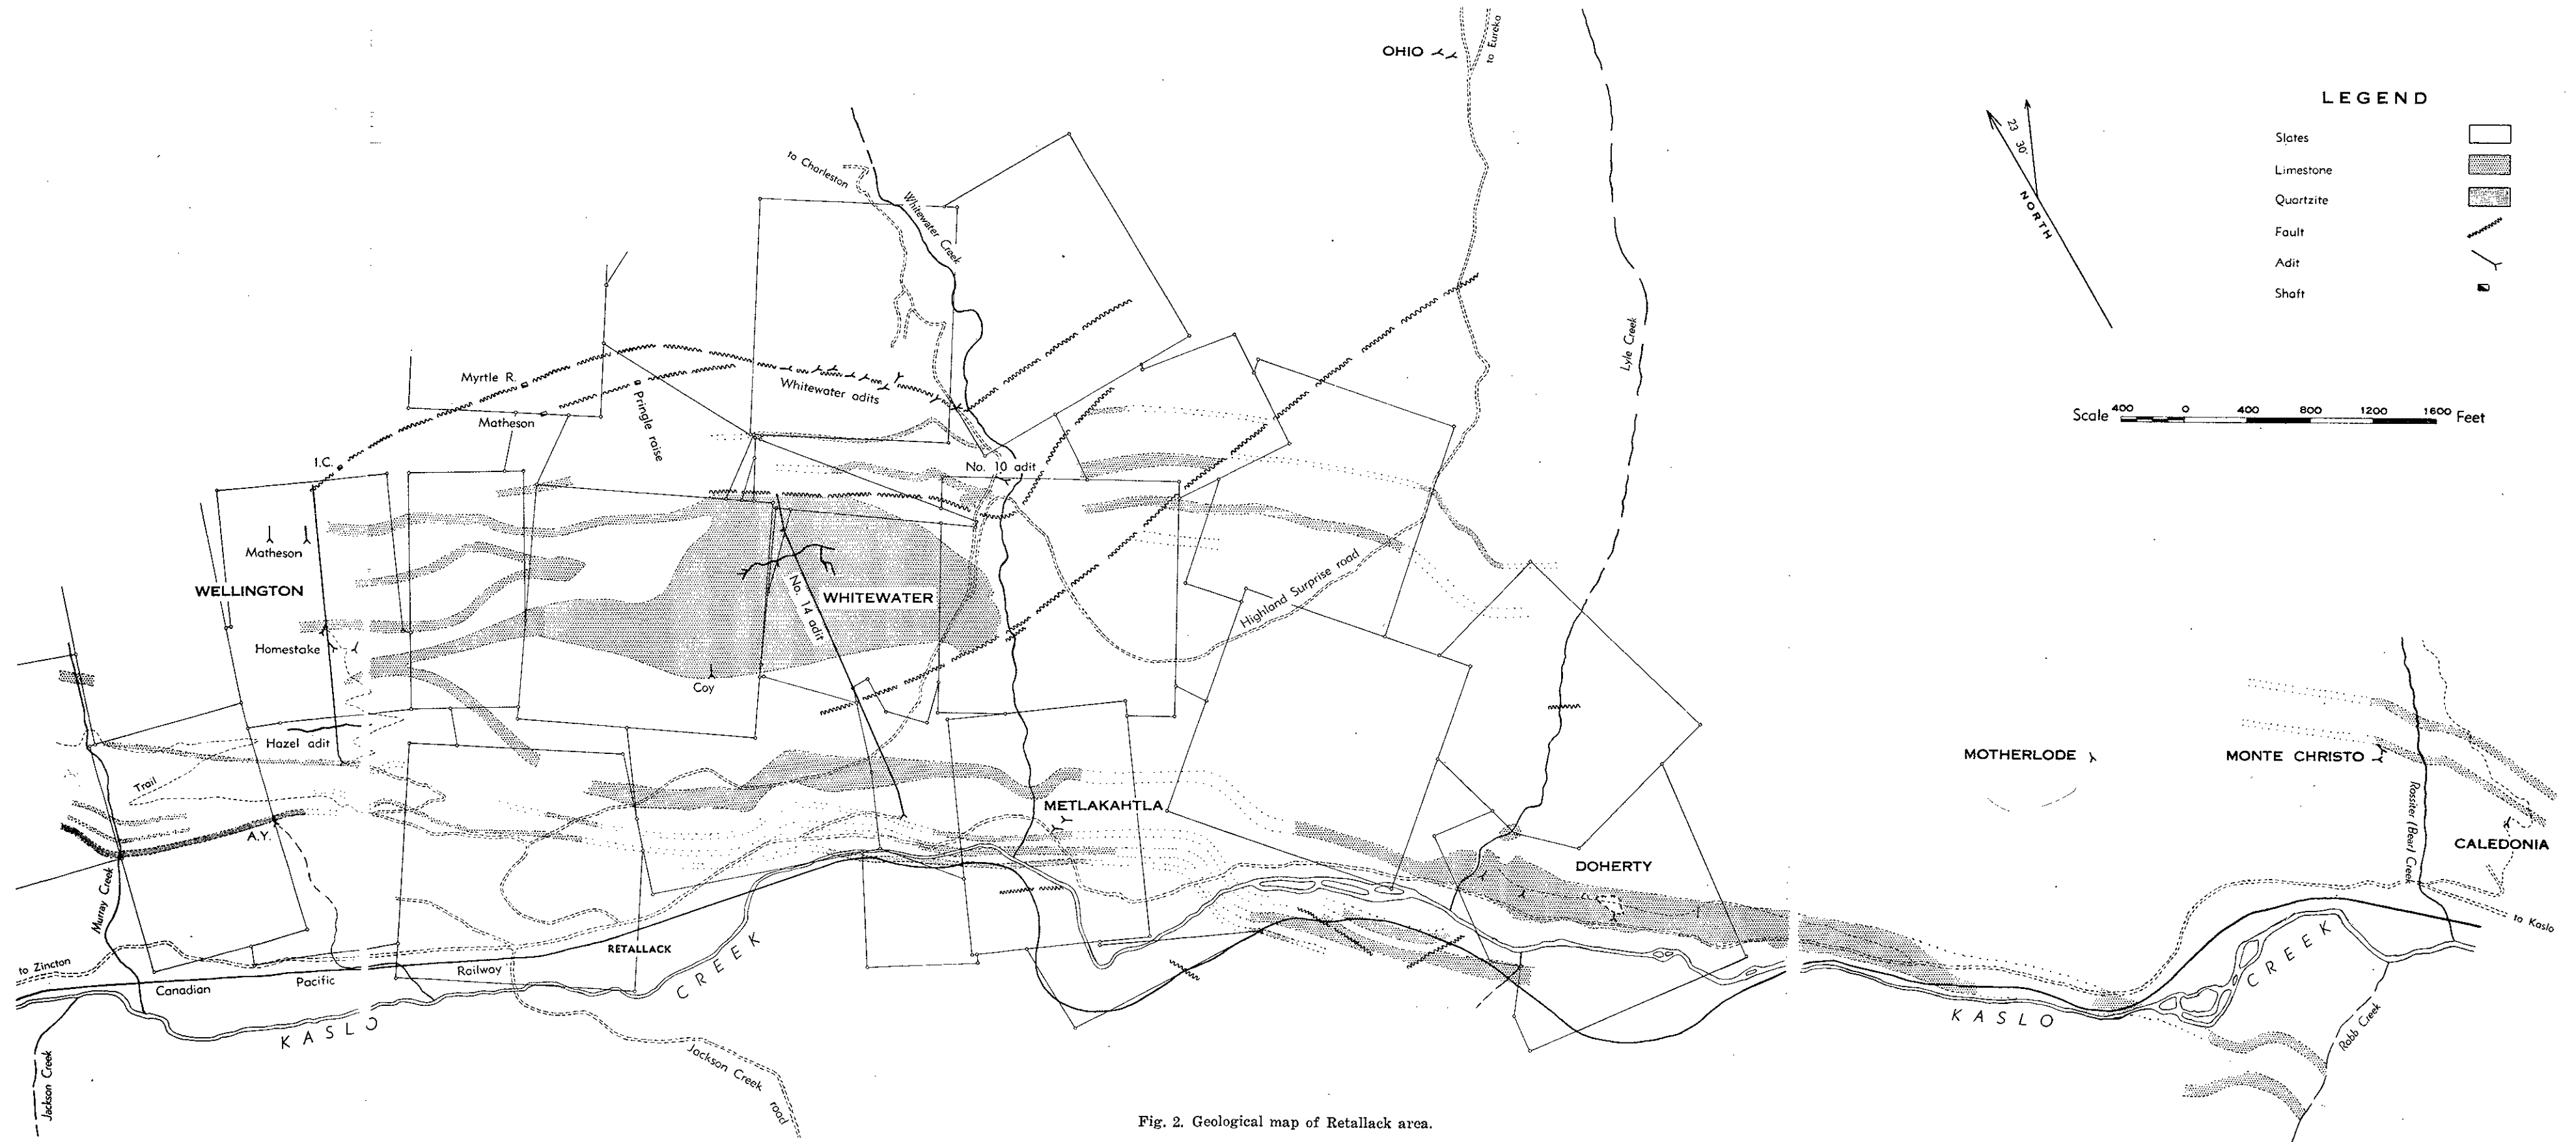 OHIO
to Eureka
LEGEND
Slates
Limestone
Quartzite
Fault
Adit
Shaft
23 30'
NORTH
Scale 400 0 400 800 1200 1600 Feet
to Charleston
Whitewater Creek
Lyle Creek
Myrtle R.
Whitewater adits
Matheson
Pringle raise
I.C.
No. 10 adit
Matheson
WELLINGTON
No. 14 adit
WHITEWATER
Highland Surprise road
Homestake
Coy
Hazel adit
Trail
MOTHERLODE
MONTE CHRISTO
Rossiter (Bear) Creek
METLAKAHTLA
A.Y.
CALEDONIA
DOHERTY
Murray Creek
to Kaslo
RETALLACK
to Zincton
Canadian
Pacific
Railway
CREEK
CREEK
KASLO
KASLO
Robb Creek
Jackson Creek
Jackson Creek road
Fig. 2. Geological map of Retallack area.